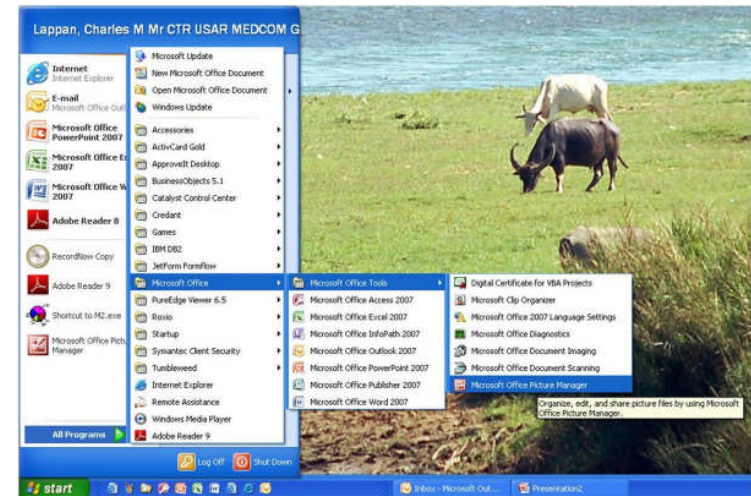 Lappan, Charles M Mr CTR USAR MEDCOM G
Internet
Internet Explorer
E-mail
Microsoft Office Out
Microsoft Office
PowerPoint 2007
Microsoft Office E
2007
Microsoft Office W
2007
Adobe Reader 8
RecordNow Copy
Adobe Reader 9
Shortcut to M2.exe
Microsoft Office Pict
Manager
All Programs
Microsoft Update
New Microsoft Office Document
Open Microsoft Office Document
Windows Update
Accessories
ActivCard Gold
ApproveIt Desktop
BusinessObjects 5.1
Catalyst Control Center
Credant
Games
IBM DB2
JetForm Formflow
Microsoft Office
PureEdge Viewer 6.5
Roxio
Startup
Symantec Client Security
Tumbleweed
Internet Explorer
Remote Assistance
Windows Media Player
Adobe Reader 9
Microsoft Office Tools
Microsoft Office Access 2007
Microsoft Office Excel 2007
Microsoft Office InfoPath 2007
Microsoft Office Outlook 2007
Microsoft Office PowerPoint 2007
Microsoft Office Publisher 2007
Microsoft Office Word 2007
Digital Certificate for VBA Projects
Microsoft Clip Organizer
Microsoft Office 2007 Language Settings
Microsoft Office Diagnostics
Microsoft Office Document Imaging
Microsoft Office Document Scanning
Microsoft Office Picture Manager
Organize, edit, and share picture files by using Microsoft
Office Picture Manager.
Log Off
Shut Down
start
Inbox - Microsoft Out...
Presentation2